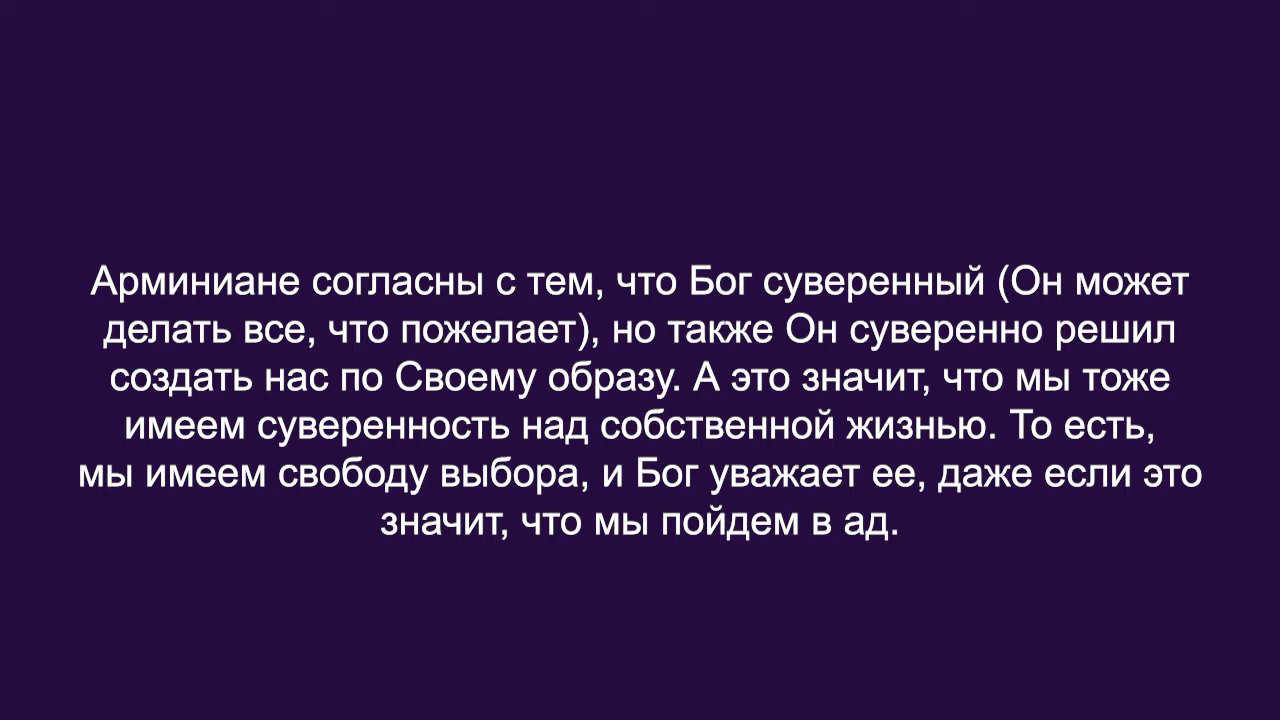 Арминиане согласны с тем, что Бог суверенный (Он может
делать все, что пожелает), но также Он суверенно решил
создать нас по Своему образу. А это значит, что мы тоже
имеем суверенность над собственной жизнью. То есть,
мы имеем свободу выбора, и Бог уважает ее, даже если это
значит, что мы пойдем в ад.